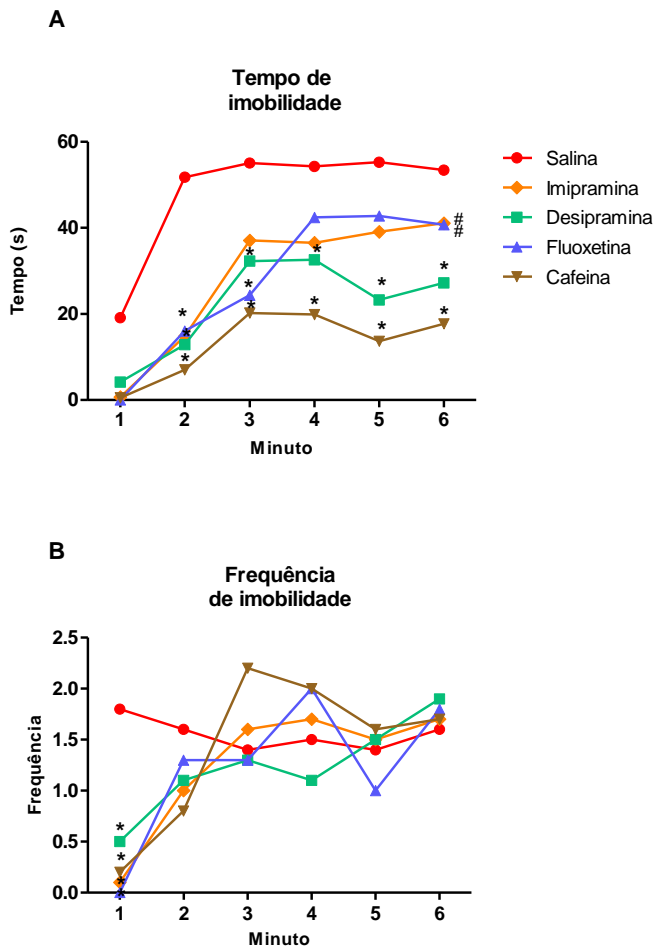 A
Tempo de
imobilidade
60
40
20
0
Tempo (s)
* * * * * * * * * * *
#
#
1 2 3 4 5 6
Minuto
Salina
Imipramina
Desipramina
Fluoxetina
Cafeina
B
Frequência
de imobilidade
2.5
2.0
1.5
1.0
0.5
0.0
Frequência
*
*
*
*
1 2 3 4 5 6
Minuto